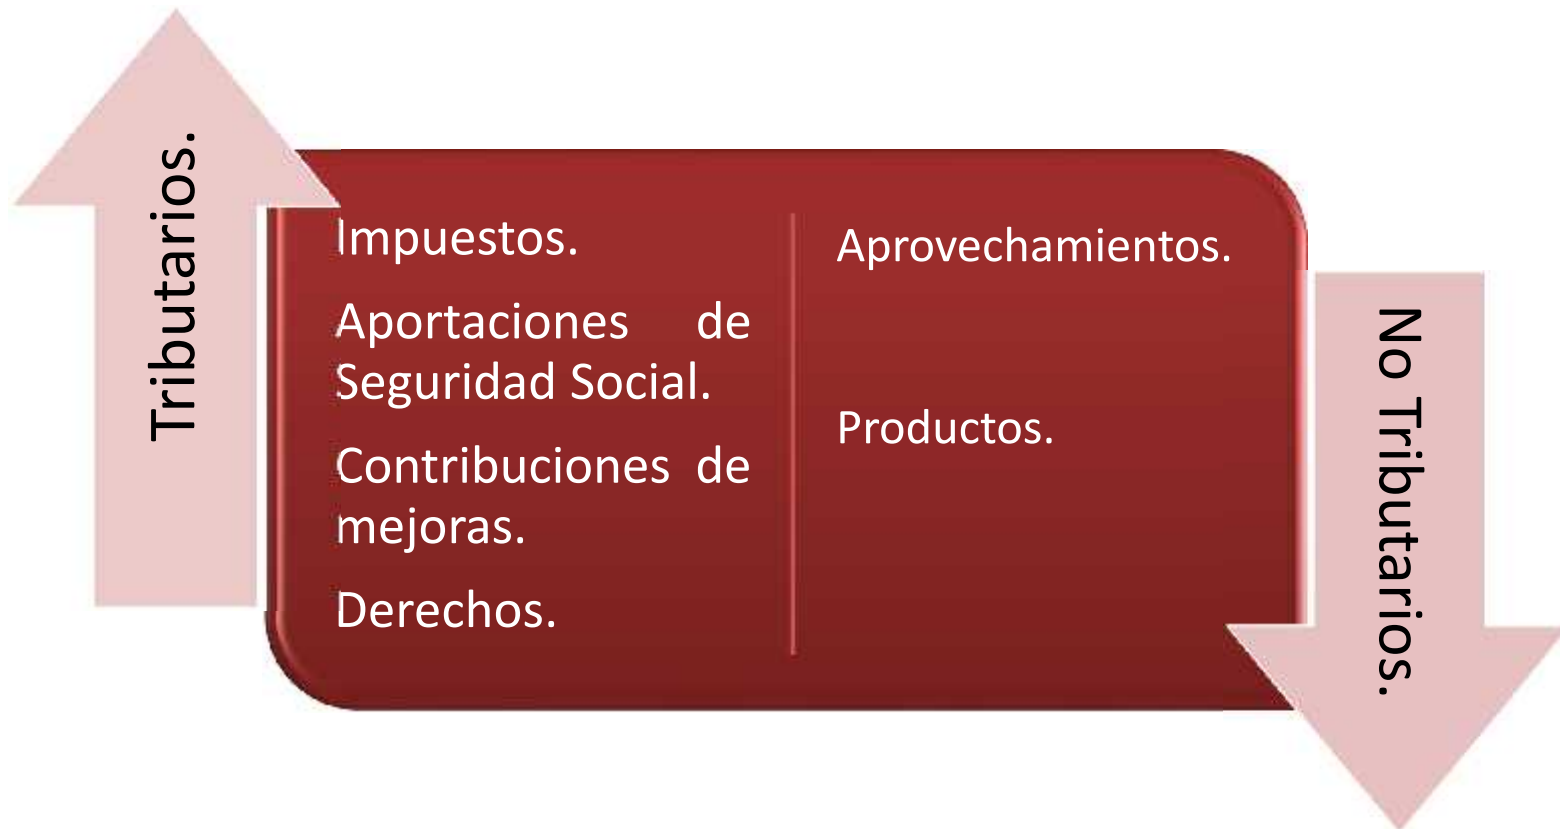 Tributarios.
Impuestos.
Aportaciones de
Seguridad Social.
Contribuciones de
mejoras.
Derechos.
Aprovechamientos.
Productos.
No Tributarios.